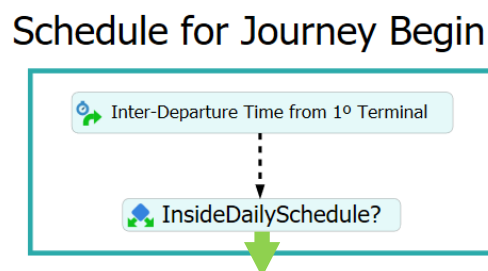 Schedule for Journey Begin
Inter-Departure Time from 1º Terminal
InsideDailySchedule?